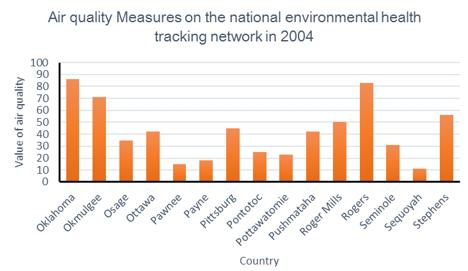 Air quality Measures on the national environmental health
tracking network in 2004
Value of air quality
100
90
80
70
60
50
40
30
20
10
0
Oklahoma
Okmulgee
Osage
Ottawa
Pawnee
Payne
Pittsburg
Pontotoc
Pottawatomie
Pushmataha
Roger Mills
Rogers
Seminole
Sequoyah
Stephens
Country